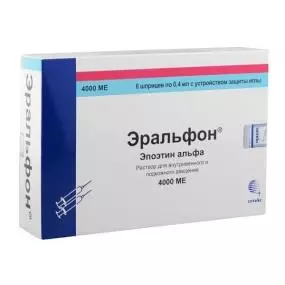 4000 МЕ
6 шприцев по 0,4 мл с устройством защиты иглы
Эральфон®
Эпоэтин альфа
Раствор для внутривенного и
подкожного введения
4000 МЕ
Эральфон®